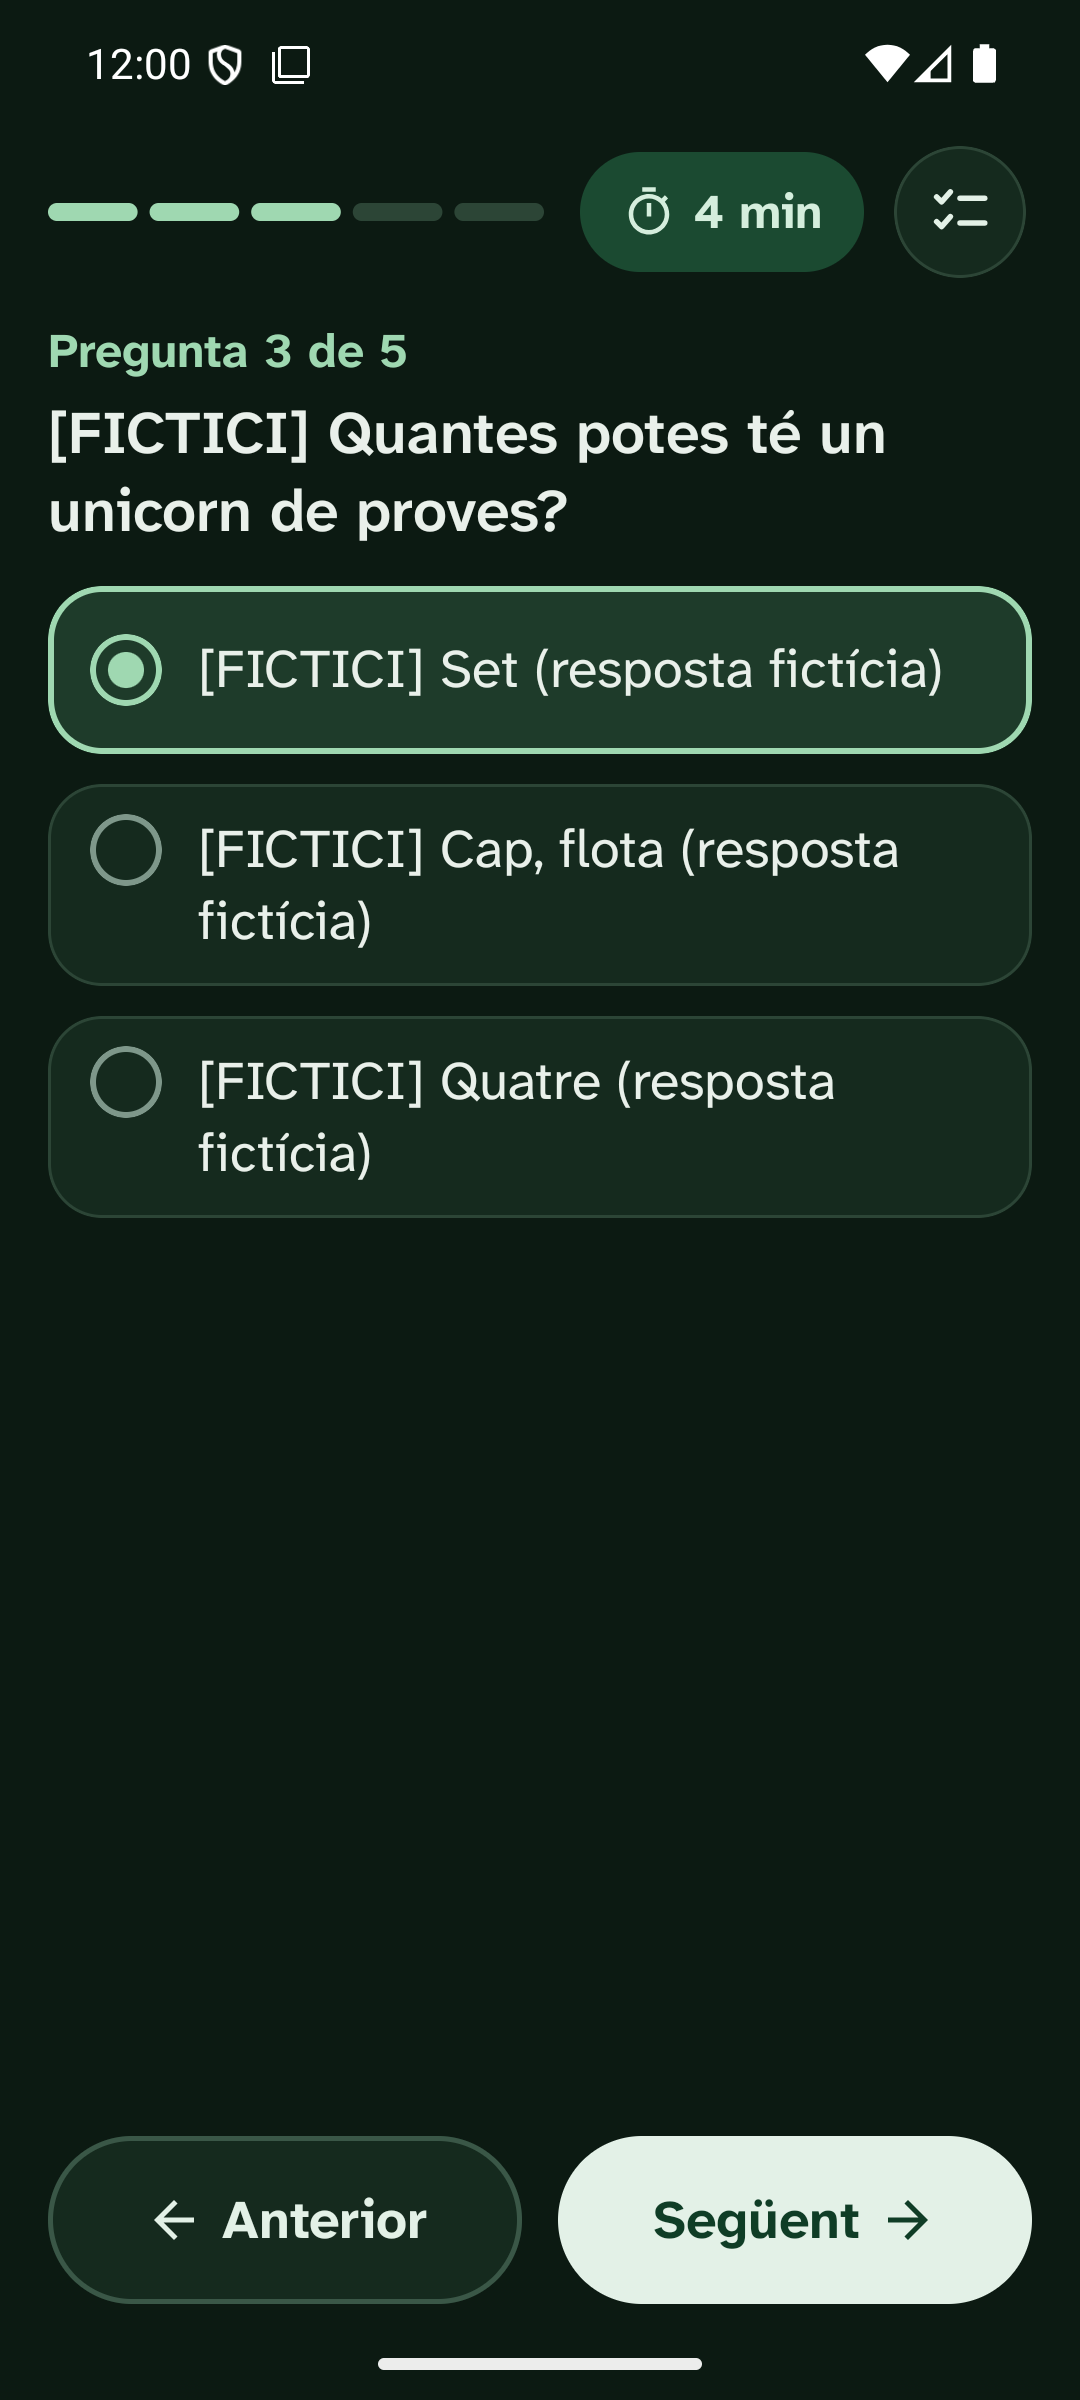 12:00
4 min
Pregunta 3 de 5
[FICTICI] Quantes potes té un
unicorn de proves?
[FICTICI] Set (resposta fictícia)
[FICTICI] Cap, flota (resposta
fictícia)
[FICTICI] Quatre (resposta
fictícia)
Anterior
Següent